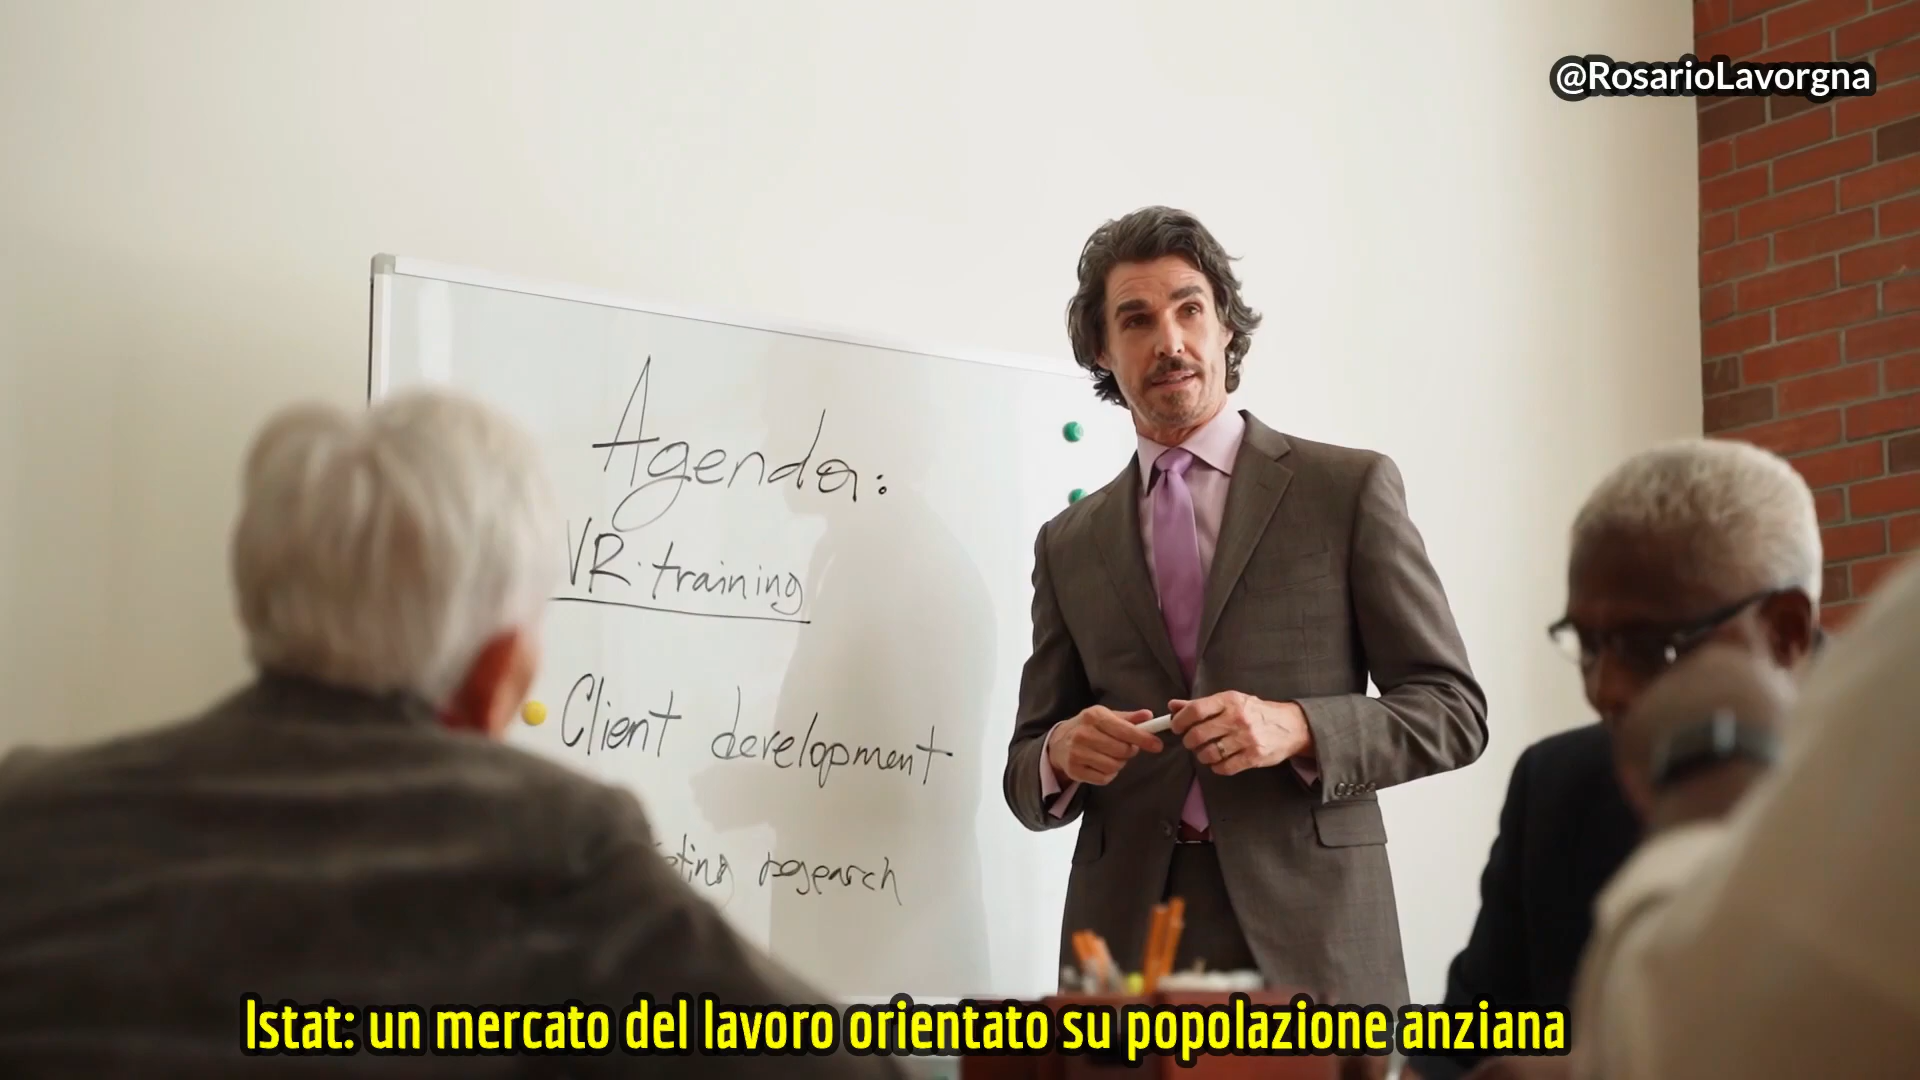 @RosarioLavorgna
Agenda:
VR training
Client development
research
Istat: un mercato del lavoro orientato su popolazione anziana